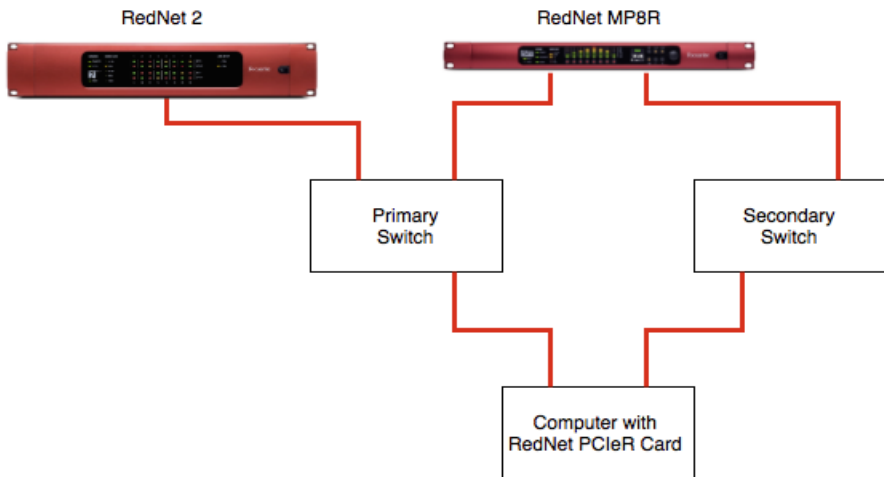 RedNet 2
RedNet MP8R
Primary
Switch
Secondary
Switch
Computer with
RedNet PCIeR Card